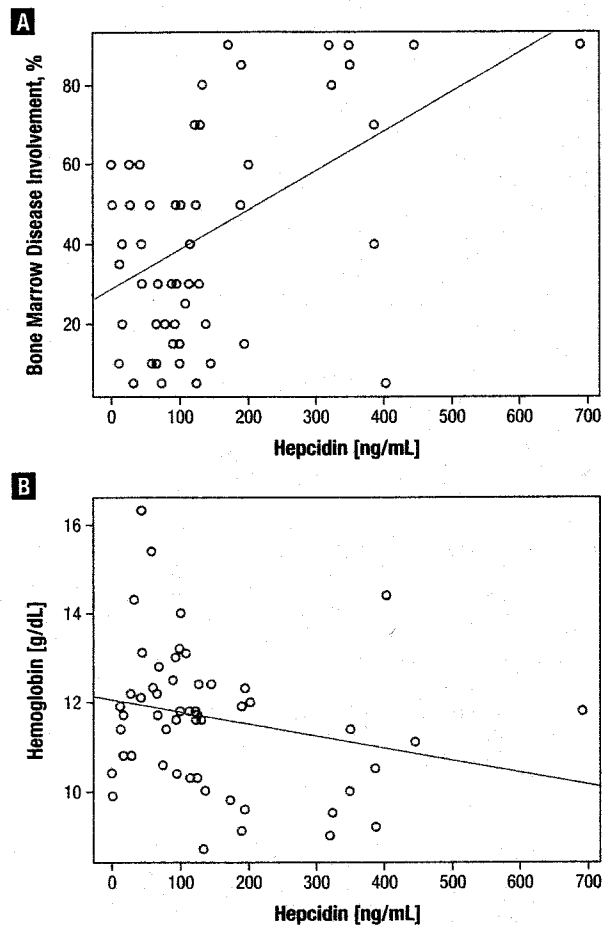 A
Bone Marrow Disease Involvement, %
80
60
40
20
0 100 200 300 400 500 600 700
Hepcidin [ng/mL]
B
Hemoglobin [g/dL]
16
14
12
10
0 100 200 300 400 500 600 700
Hepcidin [ng/mL]